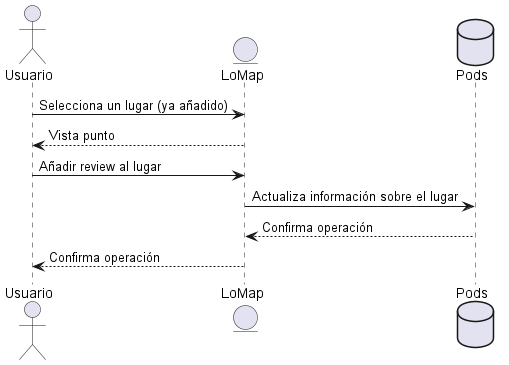 Usuario
LoMap
Pods
Selecciona un lugar (ya añadido)
Vista punto
Añadir review al lugar
Actualiza información sobre el lugar
Confirma operación
Confirma operación
Usuario
LoMap
Pods